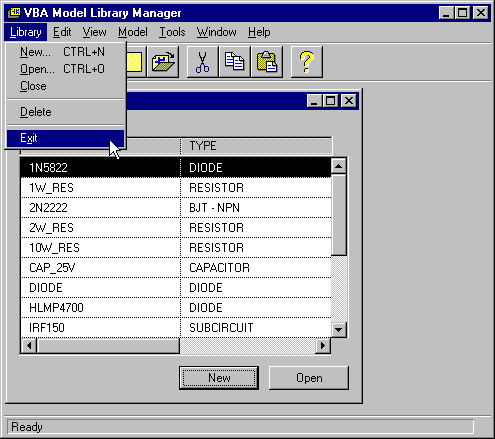 VBA Model Library Manager
Library Edit View Model Tools Window Help
New... CTRL+N
Open... CTRL+O
Close
Delete
Exit
TYPE
1N5822 DIODE
1W_RES RESISTOR
2N2222 BJT - NPN
2W_RES RESISTOR
10W_RES RESISTOR
CAP_25V CAPACITOR
DIODE DIODE
HLMP4700 DIODE
IRF150 SUBCIRCUIT
New Open
Ready